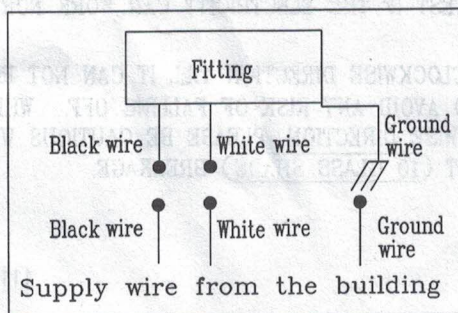 Fitting
Black wire
White wire
Ground
wire
Black wire
White wire
Ground
wire
Supply wire from the building